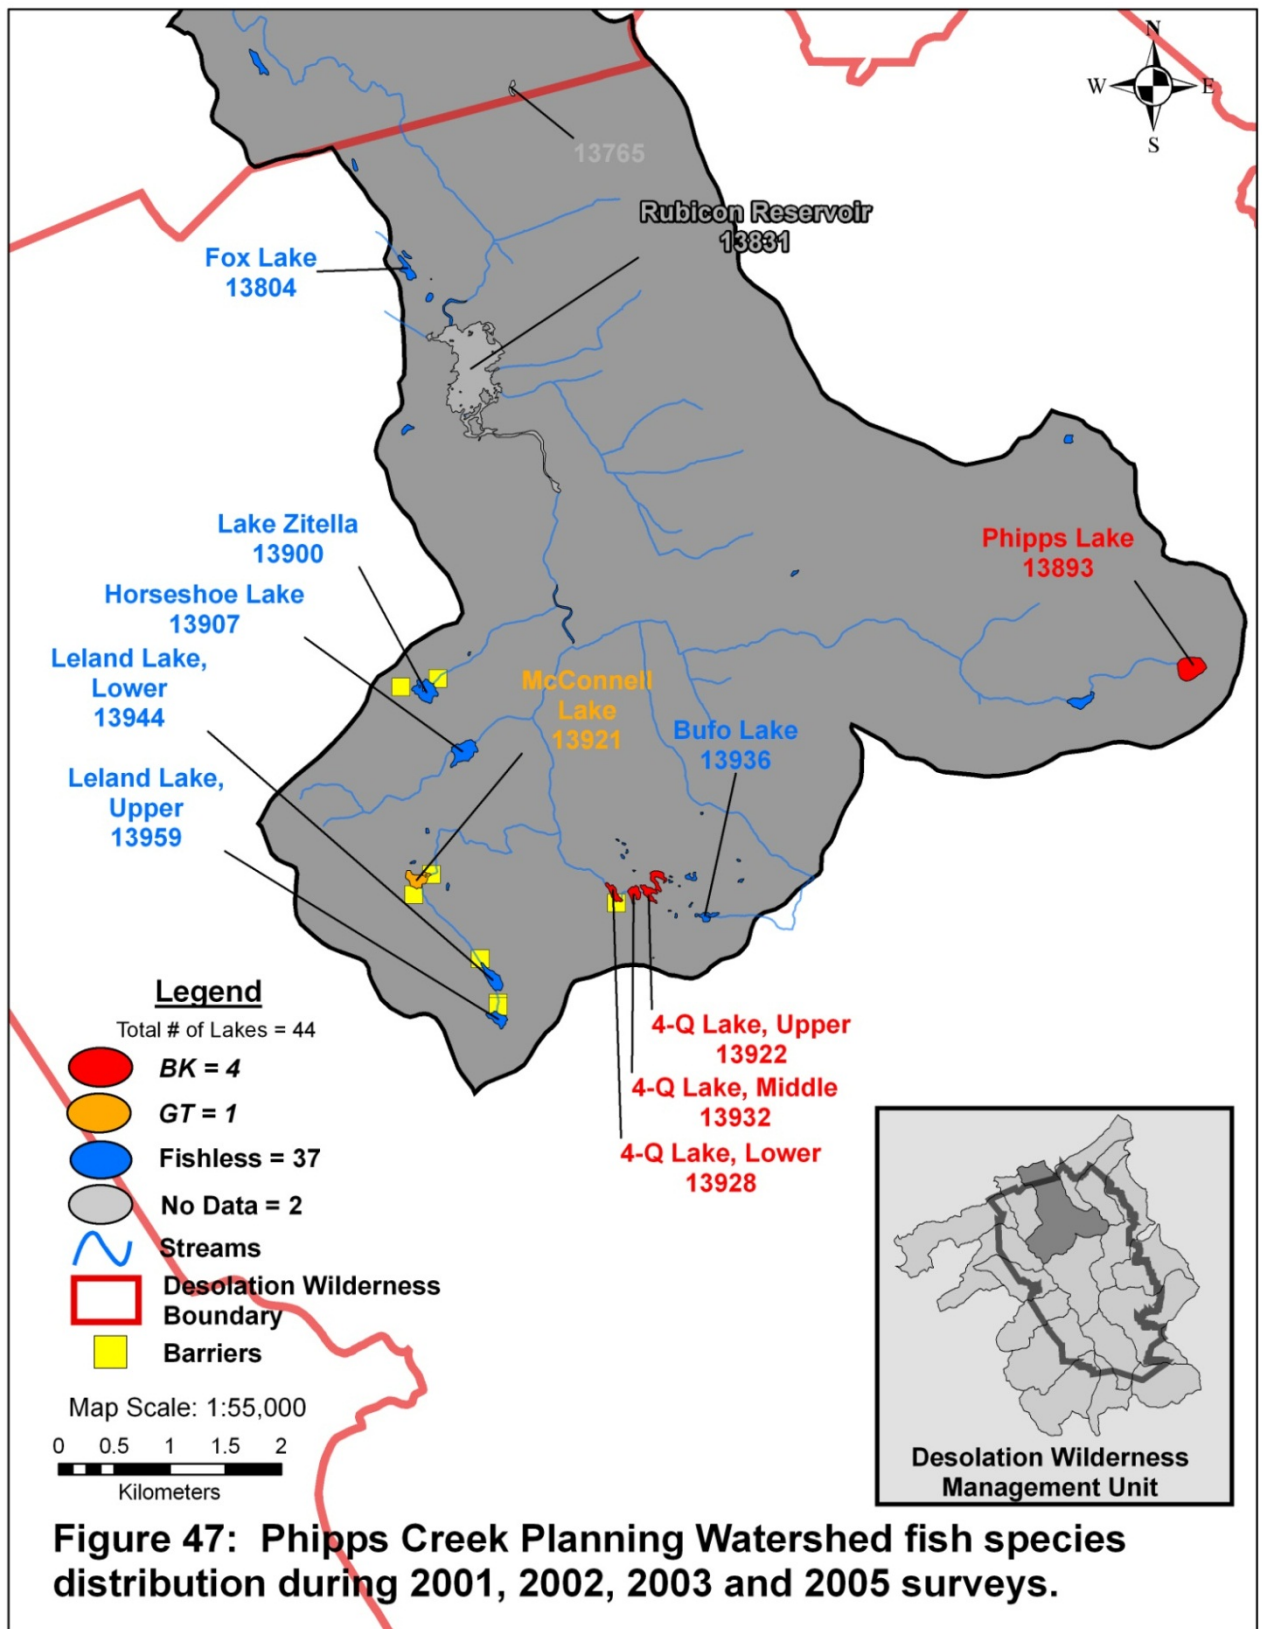 N
W
E
S
13765
Rubicon Reservoir
13831
Fox Lake
13804
Lake Zitella
13900
Phipps Lake
13893
Horseshoe Lake
13907
Leland Lake,
Lower
13944
McConnell
Lake
13921
Bufo Lake
13936
Leland Lake,
Upper
13959
4-Q Lake, Upper
13922
4-Q Lake, Middle
13932
4-Q Lake, Lower
13928
Legend
Total # of Lakes = 44
BK = 4
GT = 1
Fishless = 37
No Data = 2
Streams
Desolation Wilderness
Boundary
Barriers
Map Scale: 1:55,000
0 0.5 1 1.5 2
Kilometers
Desolation Wilderness
Management Unit
Figure 47: Phipps Creek Planning Watershed fish species
distribution during 2001, 2002, 2003 and 2005 surveys.